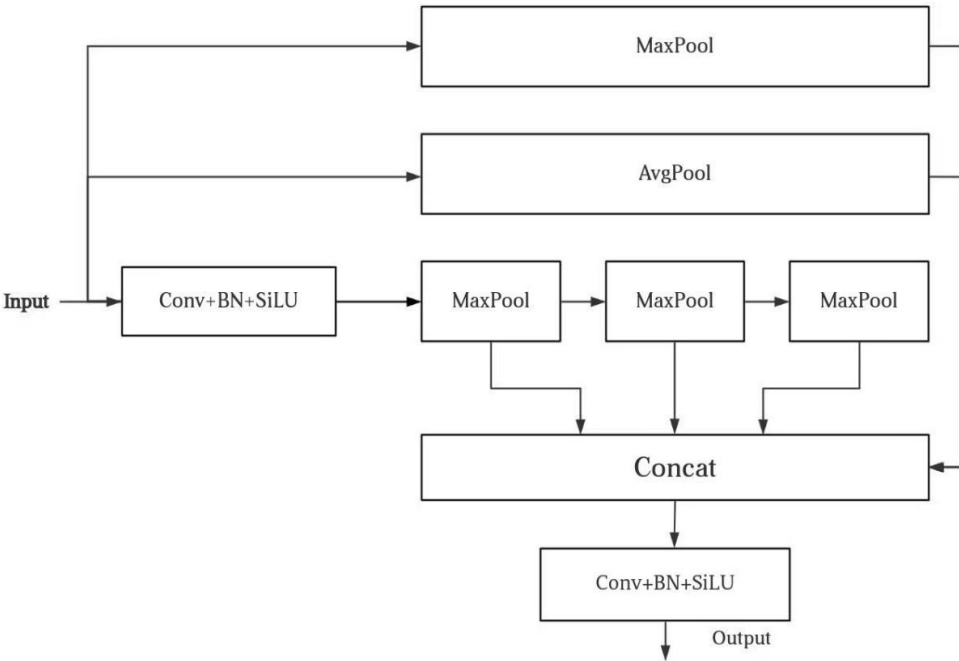 MaxPool
AvgPool
Input
Conv+BN+SiLU
MaxPool
MaxPool
MaxPool
Concat
Conv+BN+SiLU
Output